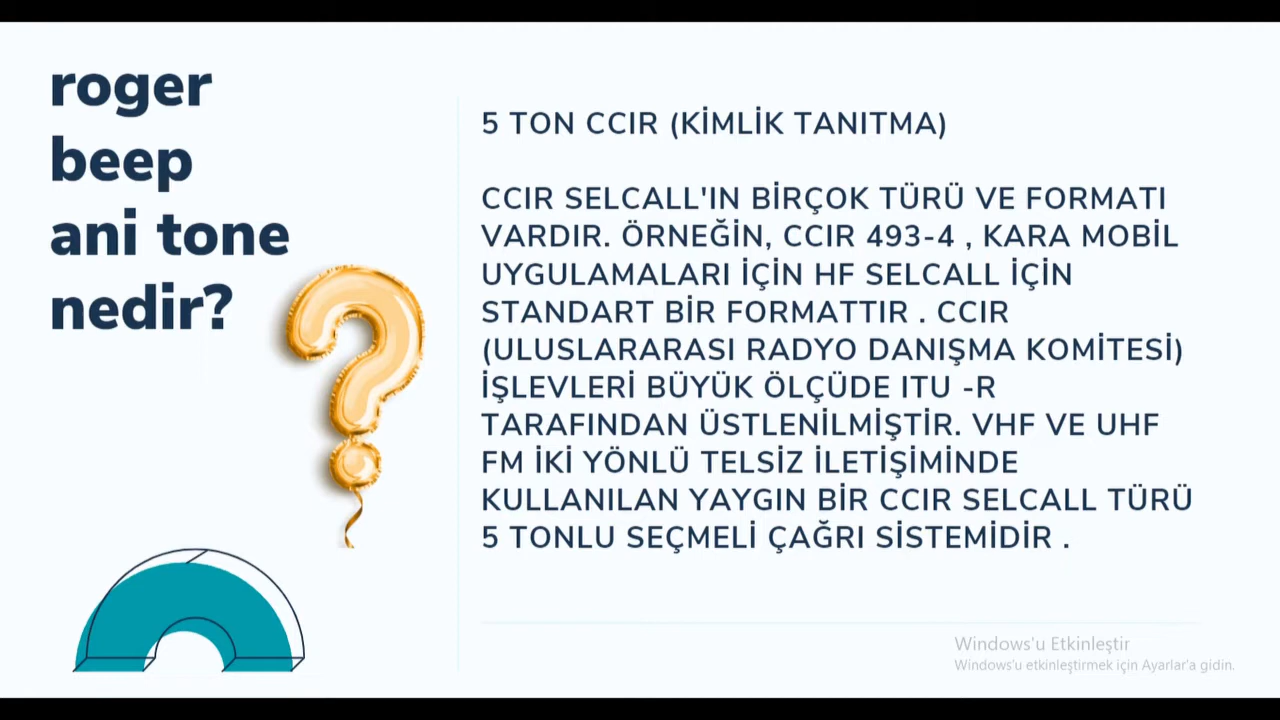 roger
beep
ani tone
nedir?
5 TON CCIR (KİMLİK TANITMA)
CCIR SELCALL'IN BİRÇOK TÜRÜ VE FORMATI
VARDIR. ÖRNEĞİN, CCIR 493-4 , KARA MOBİL
UYGULAMALARI İÇİN HF SELCALL İÇİN
STANDART BİR FORMATTIR . CCIR
(ULUSLARARASI RADYO DANIŞMA KOMİTESİ)
İŞLEVLERİ BÜYÜK ÖLÇÜDE ITU -R
TARAFINDAN ÜSTLENİLMİŞTİR. VHF VE UHF
FM İKİ YÖNLÜ TELSİZ İLETİŞİMİNDE
KULLANILAN YAYGIN BİR CCIR SELCALL TÜRÜ
5 TONLU SEÇMELİ ÇAĞRI SİSTEMİDİR .
Windows'u Etkinleştir
Windows'u etkinleştirmek için Ayarlar'a gidin.